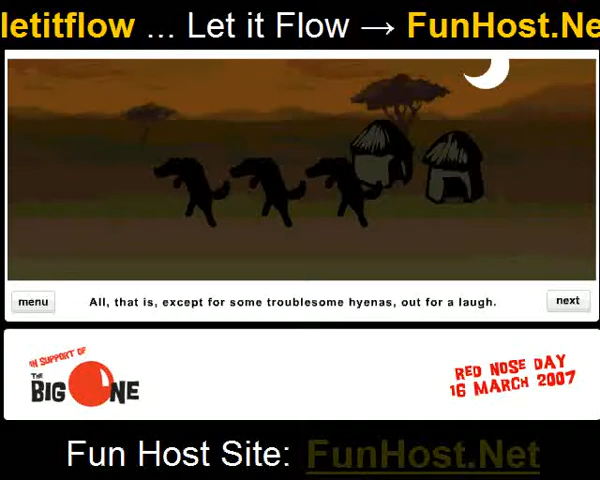 letitflow ... Let it Flow → FunHost.Ne
All, that is, except for some troublesome hyenas, out for a laugh.
menu
next
IN SUPPORT OF
THE
BIG ONE
RED NOSE DAY
16 MARCH 2007
Fun Host Site: FunHost.Net